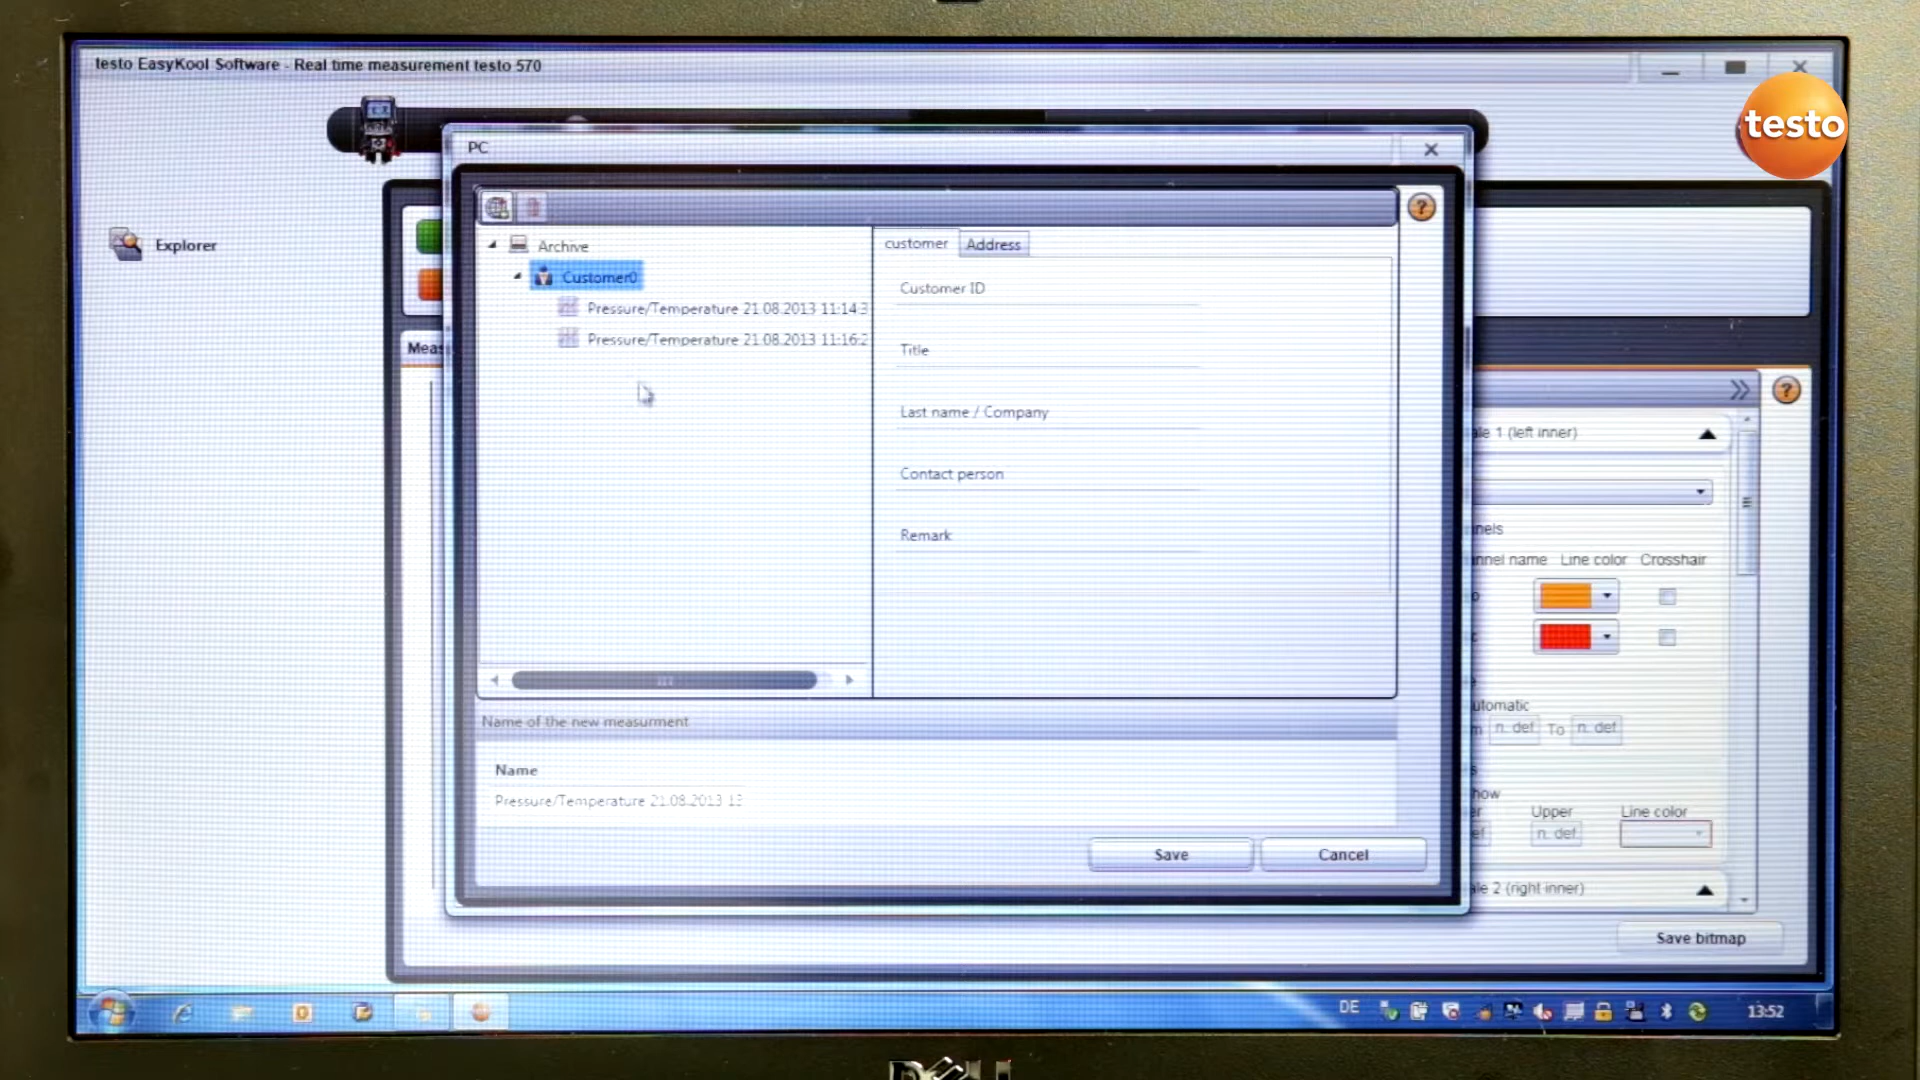 testo EasyKool Software - Real time measurement testo 570
testo
PC
Explorer
Archive
Customer0
Pressure/Temperature 21.08.2013 11:14:3
Pressure/Temperature 21.08.2013 11:16:2
customer
Address
Customer ID
Title
Last name / Company
Contact person
Remark
Meas
ale 1 (left inner)
nnels
nnel name Line color Crosshair
utomatic
n. def To n. def
how
Upper Line color
n. def
ale 2 (right inner)
Save bitmap
Name of the new measurment
Name
Pressure/Temperature 21.08.2013 13
Save
Cancel
DE
13:52
DELL